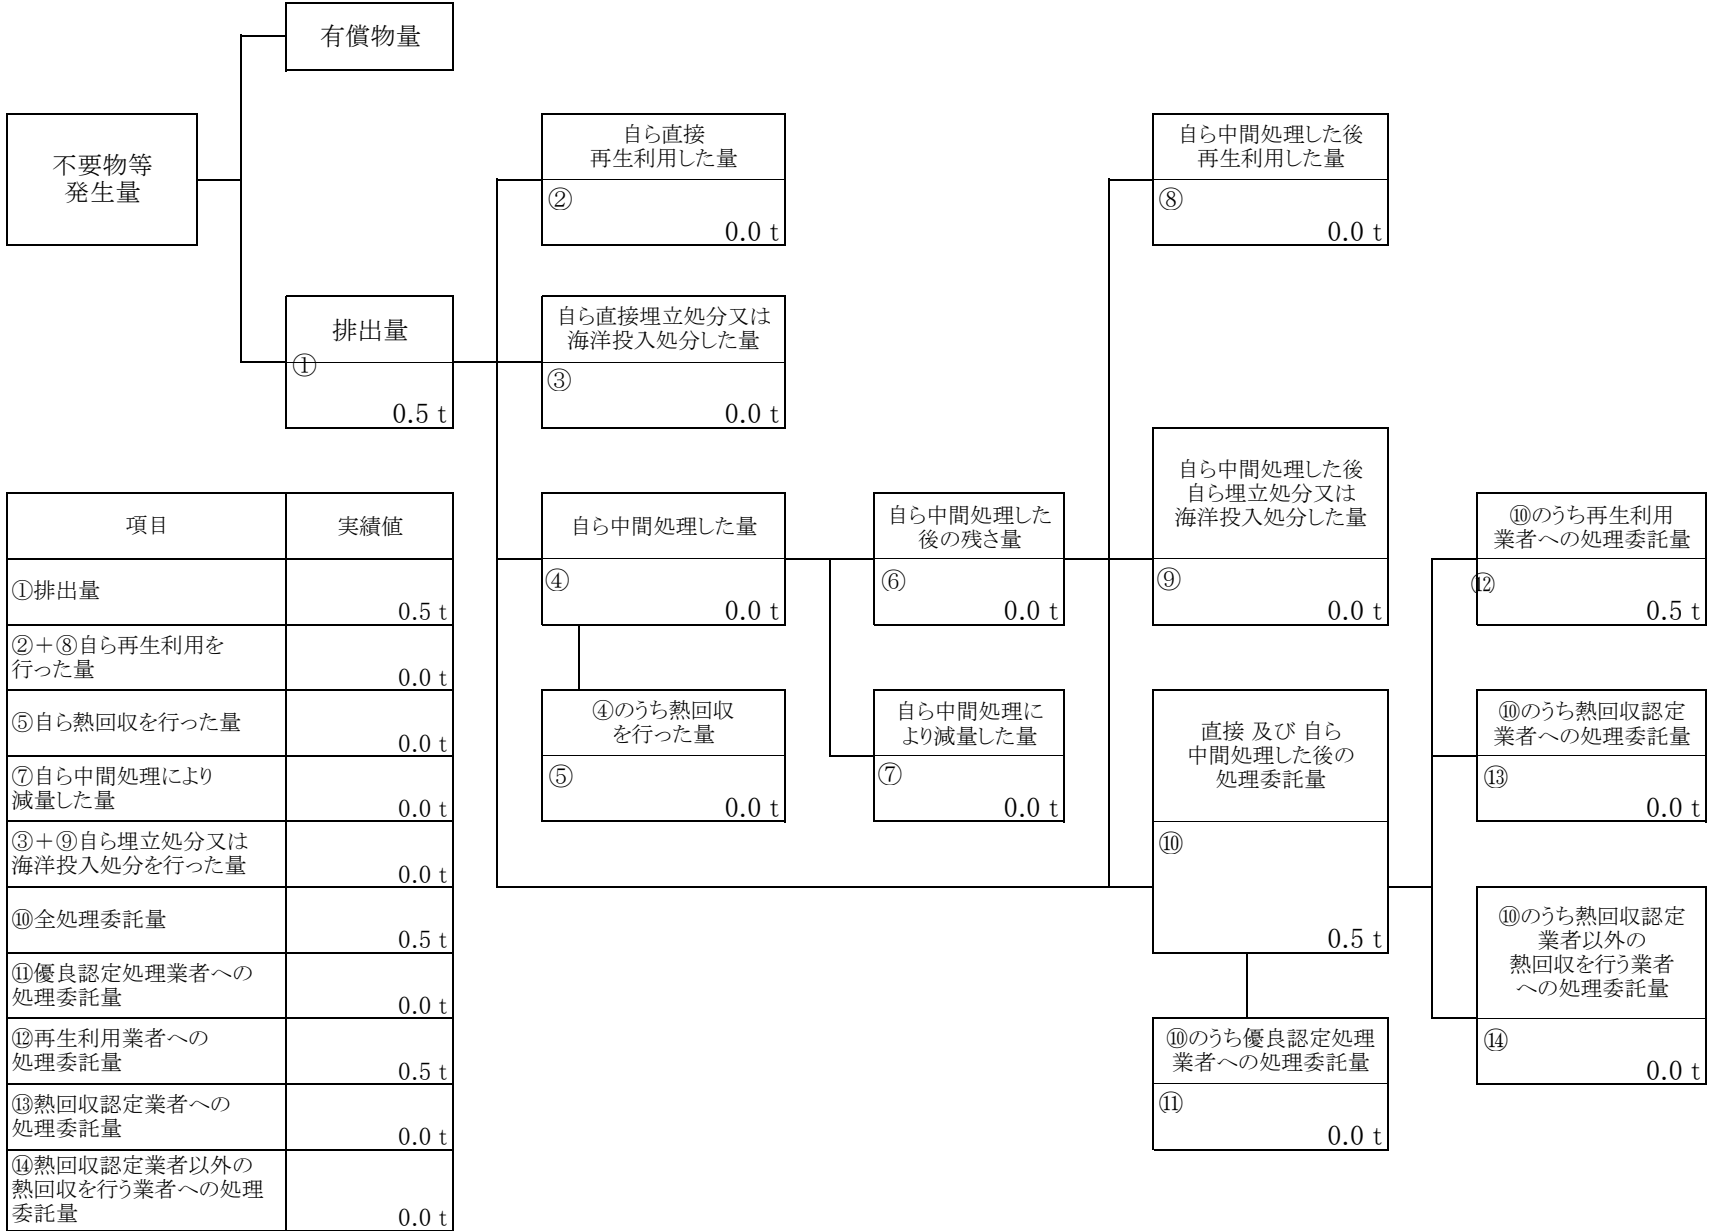 有償物量
不要物等
発生量
自ら直接
再生利用した量
②
0.0 t
自ら中間処理した後
再生利用した量
⑧
0.0 t
排出量
①
0.5 t
自ら直接埋立処分又は
海洋投入処分した量
③
0.0 t
自ら中間処理した量
④
0.0 t
自ら中間処理した
後の残さ量
⑥
0.0 t
自ら中間処理した後
自ら埋立処分又は
海洋投入処分した量
⑨
0.0 t
⑩のうち再生利用
業者への処理委託量
⑫
0.5 t
④のうち熱回収
を行った量
⑤
0.0 t
自ら中間処理に
より減量した量
⑦
0.0 t
直接 及び 自ら
中間処理した後の
処理委託量
⑩
0.5 t
⑩のうち熱回収認定
業者への処理委託量
⑬
0.0 t
⑩のうち熱回収認定
業者以外の
熱回収を行う業者
への処理委託量
⑭
0.0 t
⑩のうち優良認定処理
業者への処理委託量
⑪
0.0 t
項目 実績値
①排出量
0.5 t
②＋⑧自ら再生利用を
行った量
0.0 t
⑤自ら熱回収を行った量
0.0 t
⑦自ら中間処理により
減量した量
0.0 t
③＋⑨自ら埋立処分又は
海洋投入処分を行った量
0.0 t
⑩全処理委託量
0.5 t
⑪優良認定処理業者への
処理委託量
0.0 t
⑫再生利用業者への
処理委託量
0.5 t
⑬熱回収認定業者への
処理委託量
0.0 t
⑭熱回収認定業者以外の
熱回収を行う業者への処理
委託量
0.0 t